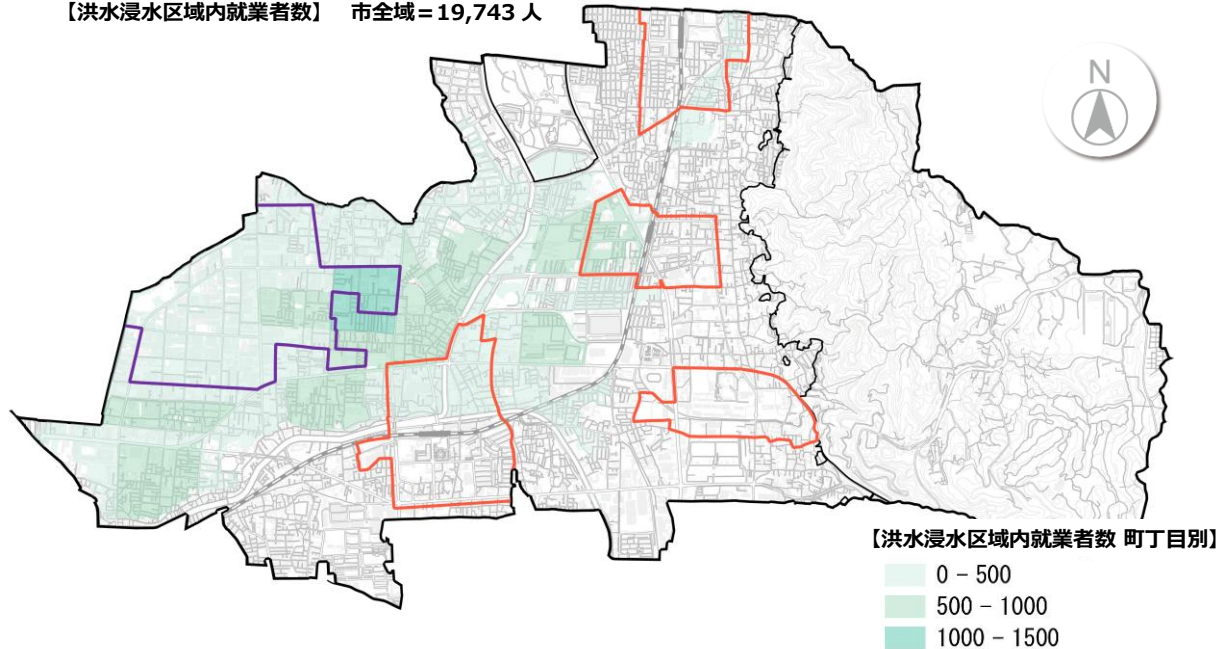 【洪水浸水区域内就業者数】 市全域＝19,743 人
N
【洪水浸水区域内就業者数 町丁目別】
0 − 500
500 − 1000
1000 − 1500